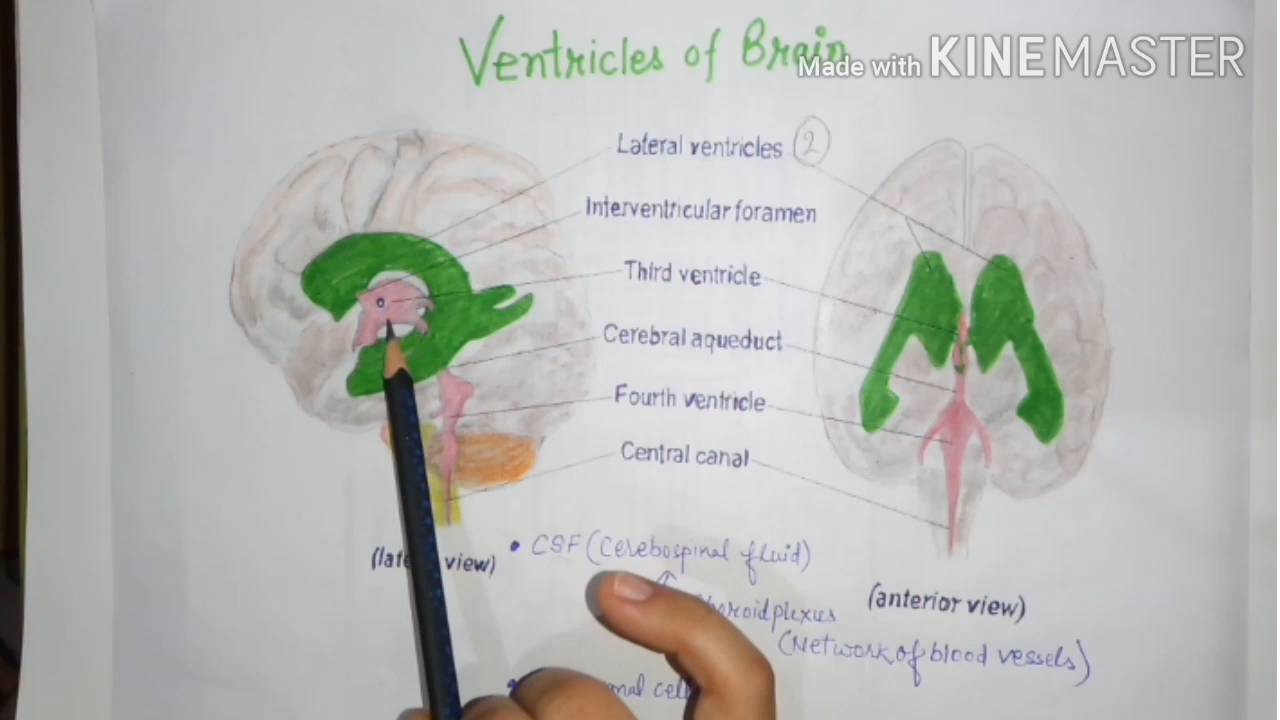 Ventricles of Brain
Made with KINEMASTER
Lateral ventricles 2
Interventricular foramen
Third ventricle
Cerebral aqueduct
Fourth ventricle
Central canal
(lateral view)
• CSF (Cerebospinal fluid)
(anterior view)
(Network of blood vessels)